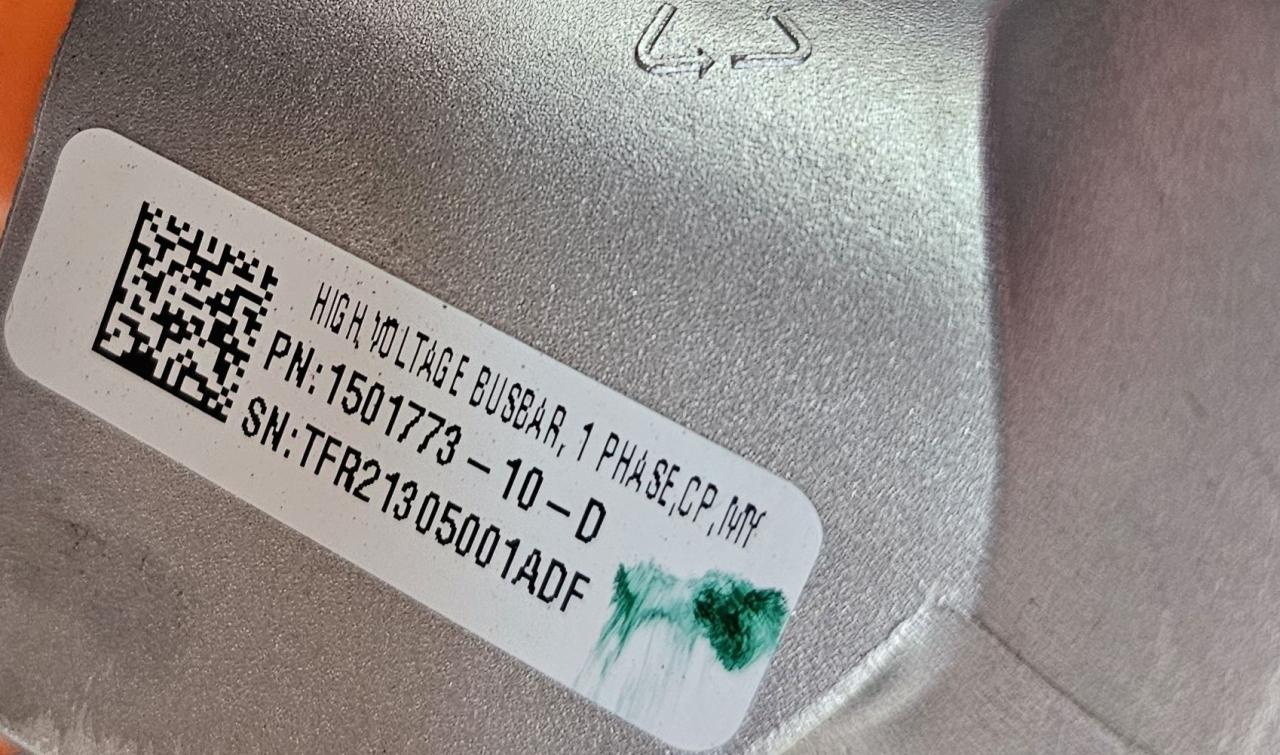 HIGH VOLTAGE BUSBAR, 1 PHASE,CP,MY
PN:1501773-10-D
SN:TFR21305001ADF